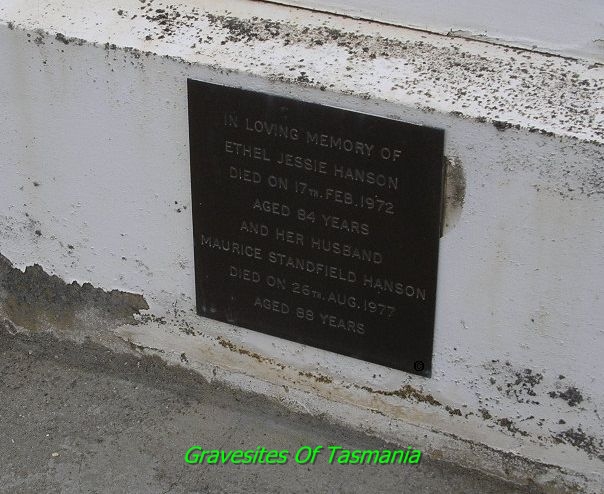 IN LOVING MEMORY OF
ETHEL JESSIE HANSON
DIED ON 17TH. FEB. 1972
AGED 84 YEARS
AND HER HUSBAND
MAURICE STANDFIELD HANSON
DIED ON 26TH. AUG. 1977
AGED 88 YEARS
Gravesites Of Tasmania